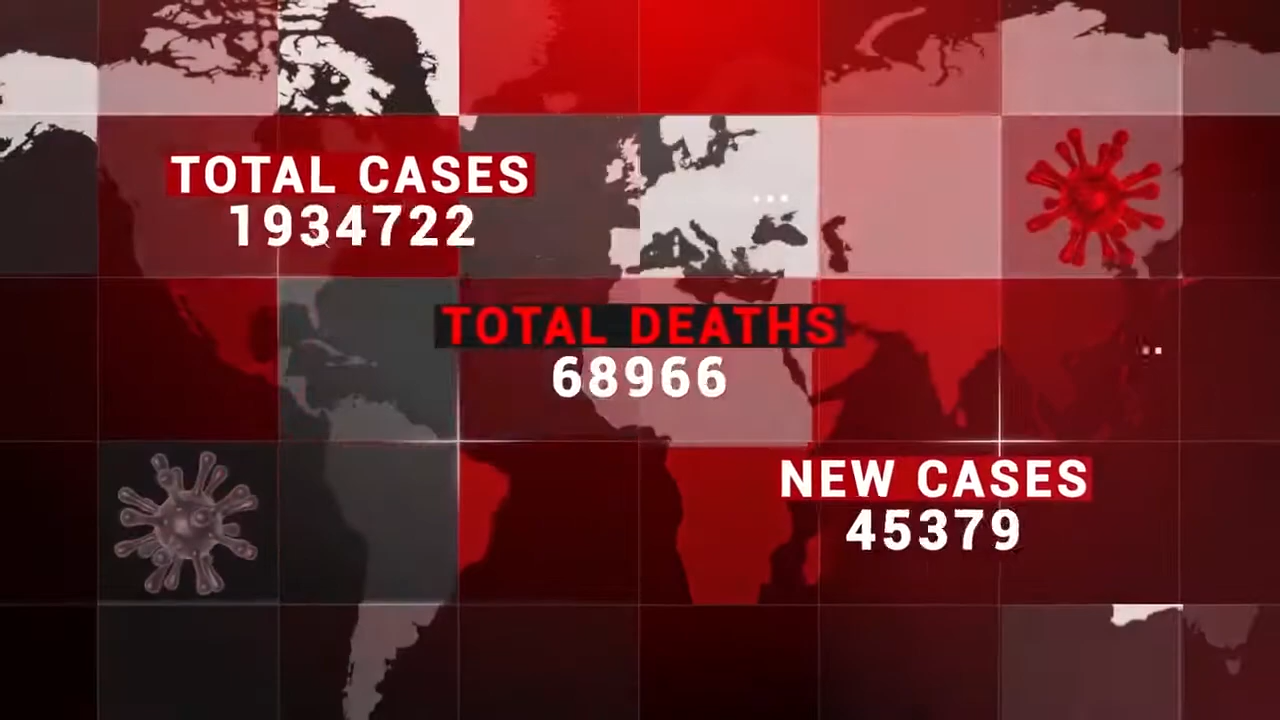 TOTAL CASES
1934722
TOTAL DEATHS
68966
NEW CASES
45379